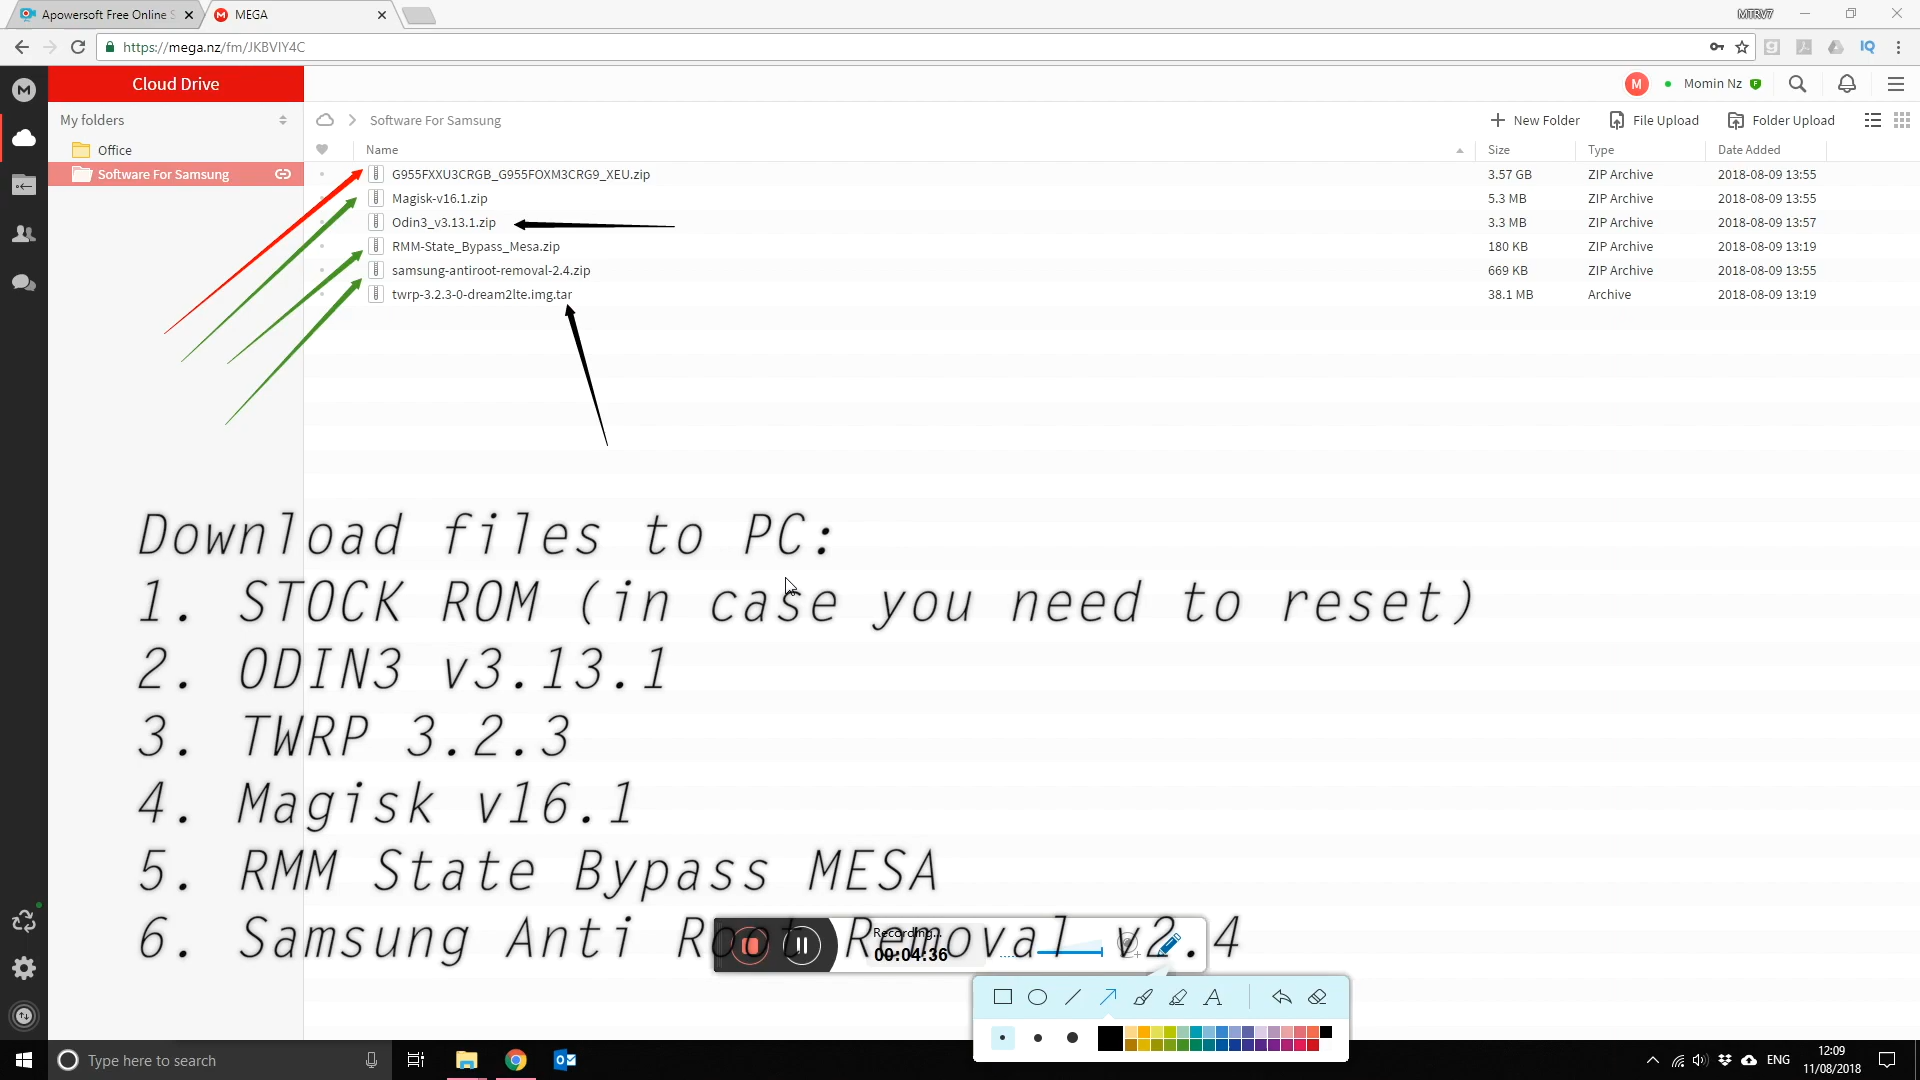 Apowersoft Free Online S
MEGA
MTRV7
https://mega.nz/fm/JKBVIY4C
IQ
M
Cloud Drive
M
Momin Nz
My folders
Software For Samsung
New Folder
File Upload
Folder Upload
Office
Name
Size
Type
Date Added
Software For Samsung
G955FXXU3CRGB_G955FOXM3CRG9_XEU.zip
3.57 GB
ZIP Archive
2018-08-09 13:55
Magisk-v16.1.zip
5.3 MB
ZIP Archive
2018-08-09 13:55
Odin3_v3.13.1.zip
3.3 MB
ZIP Archive
2018-08-09 13:57
RMM-State_Bypass_Mesa.zip
180 KB
ZIP Archive
2018-08-09 13:19
samsung-antiroot-removal-2.4.zip
669 KB
ZIP Archive
2018-08-09 13:55
twrp-3.2.3-0-dream2lte.img.tar
38.1 MB
Archive
2018-08-09 13:19
Download files to PC:
1. STOCK ROM (in case you need to reset)
2. ODIN3 v3.13.1
3. TWRP 3.2.3
4. Magisk v16.1
5. RMM State Bypass MESA
6. Samsung Anti Root Removal v2.4
Recording...
00:04:36
A
Type here to search
ENG
12:09
11/08/2018